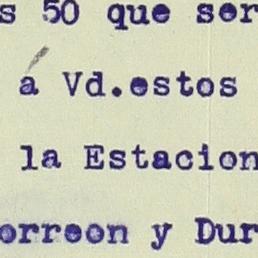 s 50 que ser
á Vd.estos
la Estacion
orreon y Dur